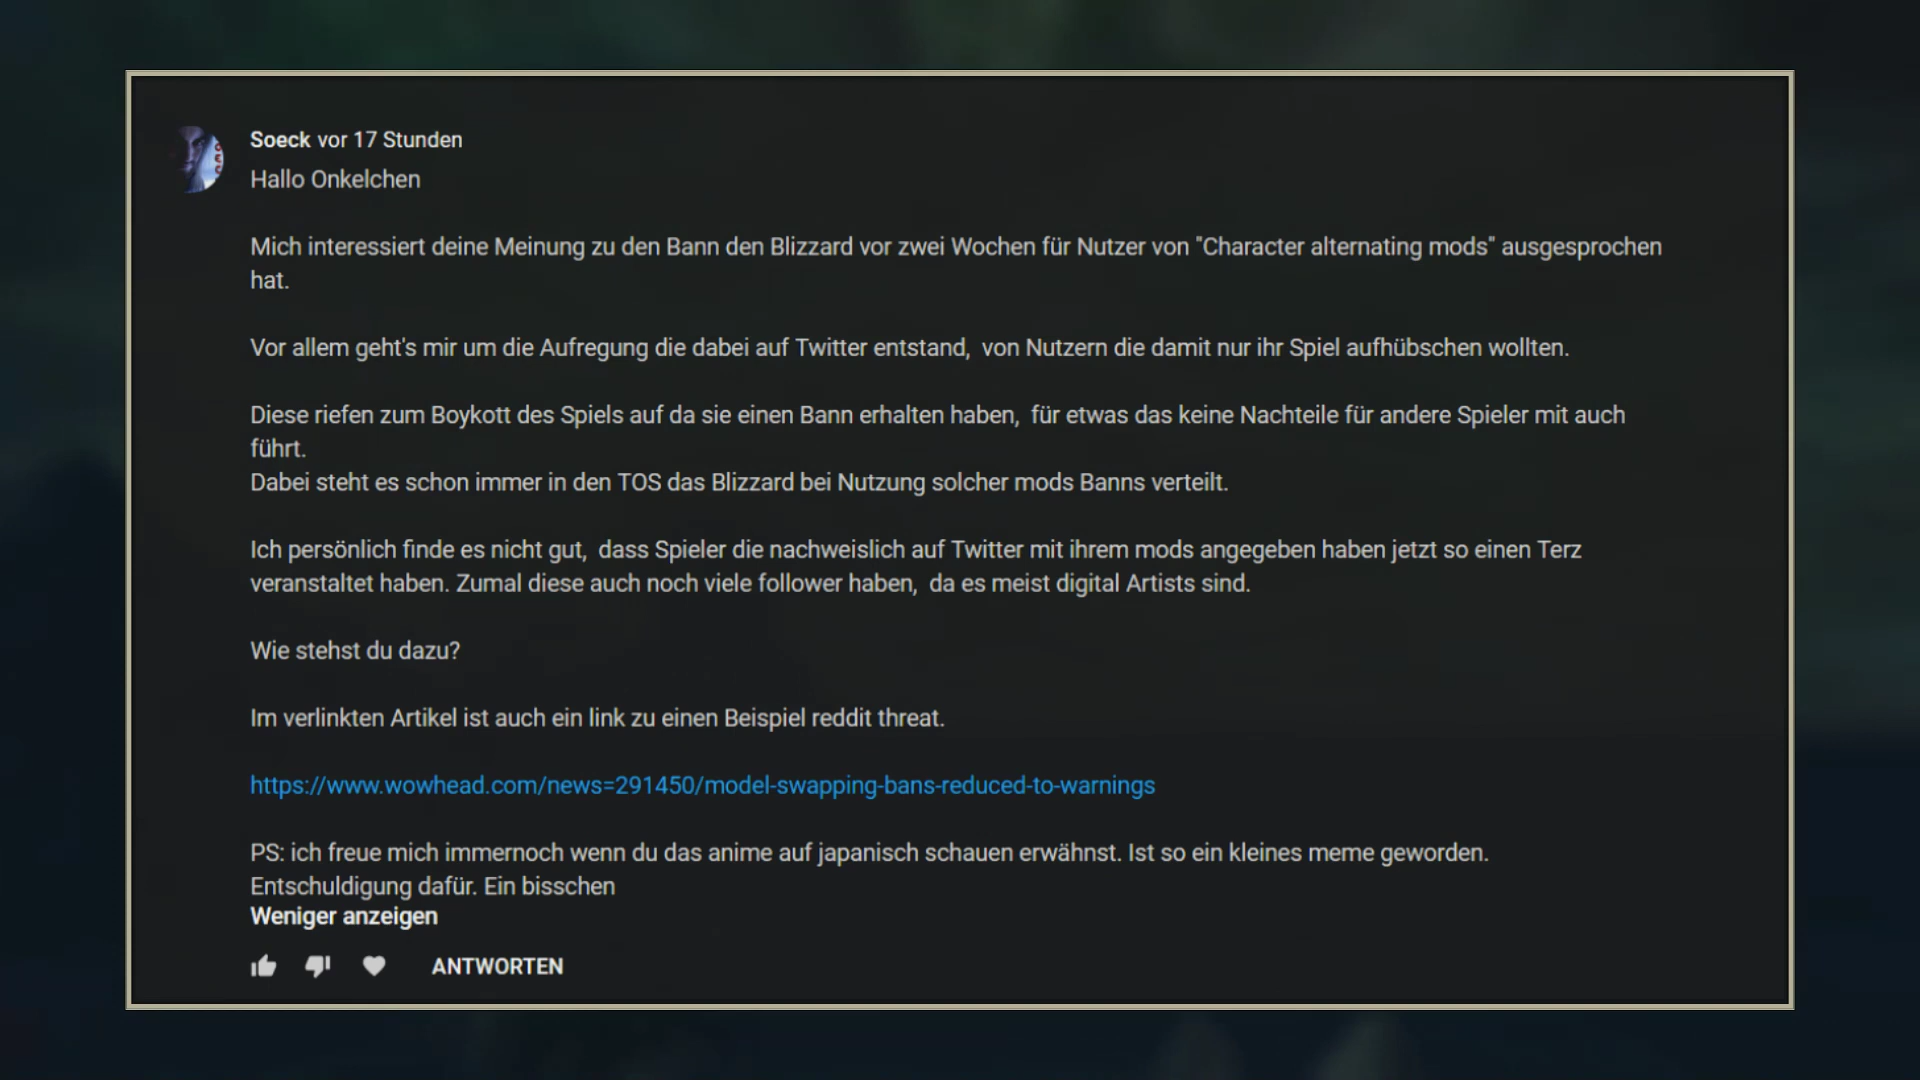 Soeck vor 17 Stunden
Hallo Onkelchen
Mich interessiert deine Meinung zu den Bann den Blizzard vor zwei Wochen für Nutzer von "Character alternating mods" ausgesprochen
hat.
Vor allem geht's mir um die Aufregung die dabei auf Twitter entstand, von Nutzern die damit nur ihr Spiel aufhübschen wollten.
Diese riefen zum Boykott des Spiels auf da sie einen Bann erhalten haben, für etwas das keine Nachteile für andere Spieler mit auch
führt.
Dabei steht es schon immer in den TOS das Blizzard bei Nutzung solcher mods Banns verteilt.
Ich persönlich finde es nicht gut, dass Spieler die nachweislich auf Twitter mit ihrem mods angegeben haben jetzt so einen Terz
veranstaltet haben. Zumal diese auch noch viele follower haben, da es meist digital Artists sind.
Wie stehst du dazu?
Im verlinkten Artikel ist auch ein link zu einen Beispiel reddit threat.
https://www.wowhead.com/news=291450/model-swapping-bans-reduced-to-warnings
PS: ich freue mich immernoch wenn du das anime auf japanisch schauen erwähnst. Ist so ein kleines meme geworden.
Entschuldigung dafür. Ein bisschen
Weniger anzeigen
ANTWORTEN